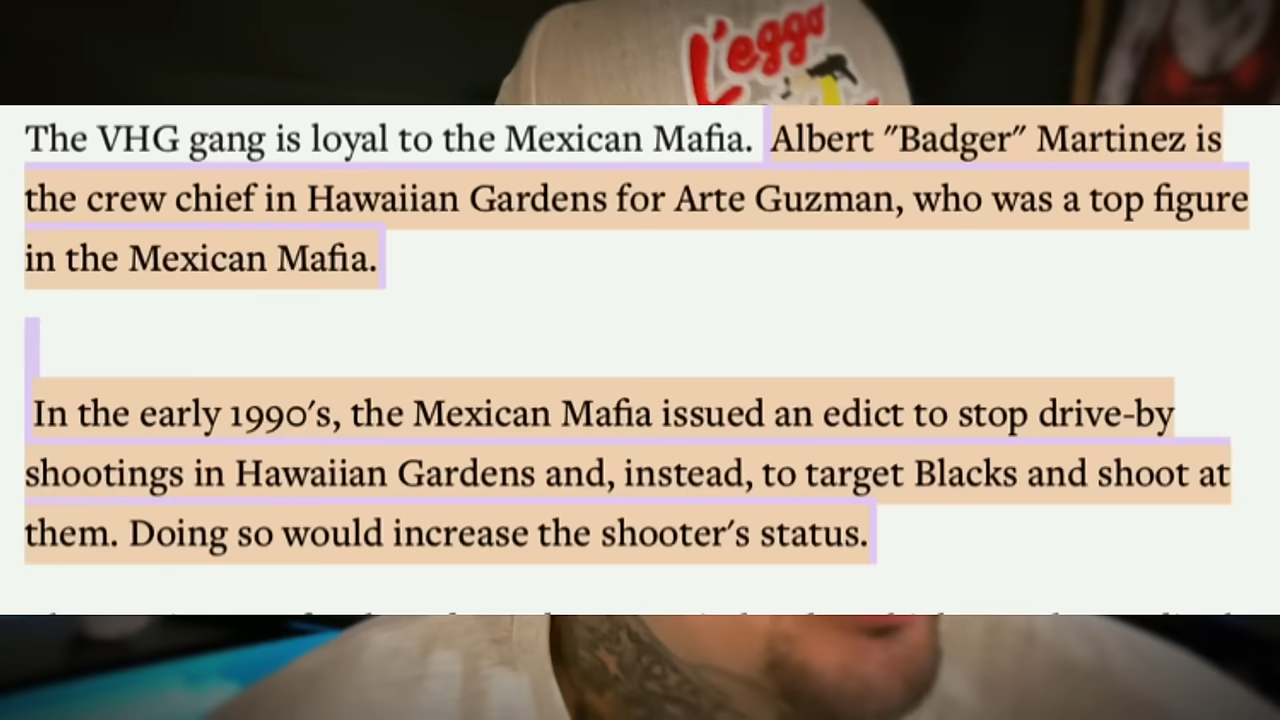 L'eggo
The VHG gang is loyal to the Mexican Mafia. Albert "Badger" Martinez is
the crew chief in Hawaiian Gardens for Arte Guzman, who was a top figure
in the Mexican Mafia.
In the early 1990's, the Mexican Mafia issued an edict to stop drive-by
shootings in Hawaiian Gardens and, instead, to target Blacks and shoot at
them. Doing so would increase the shooter's status.